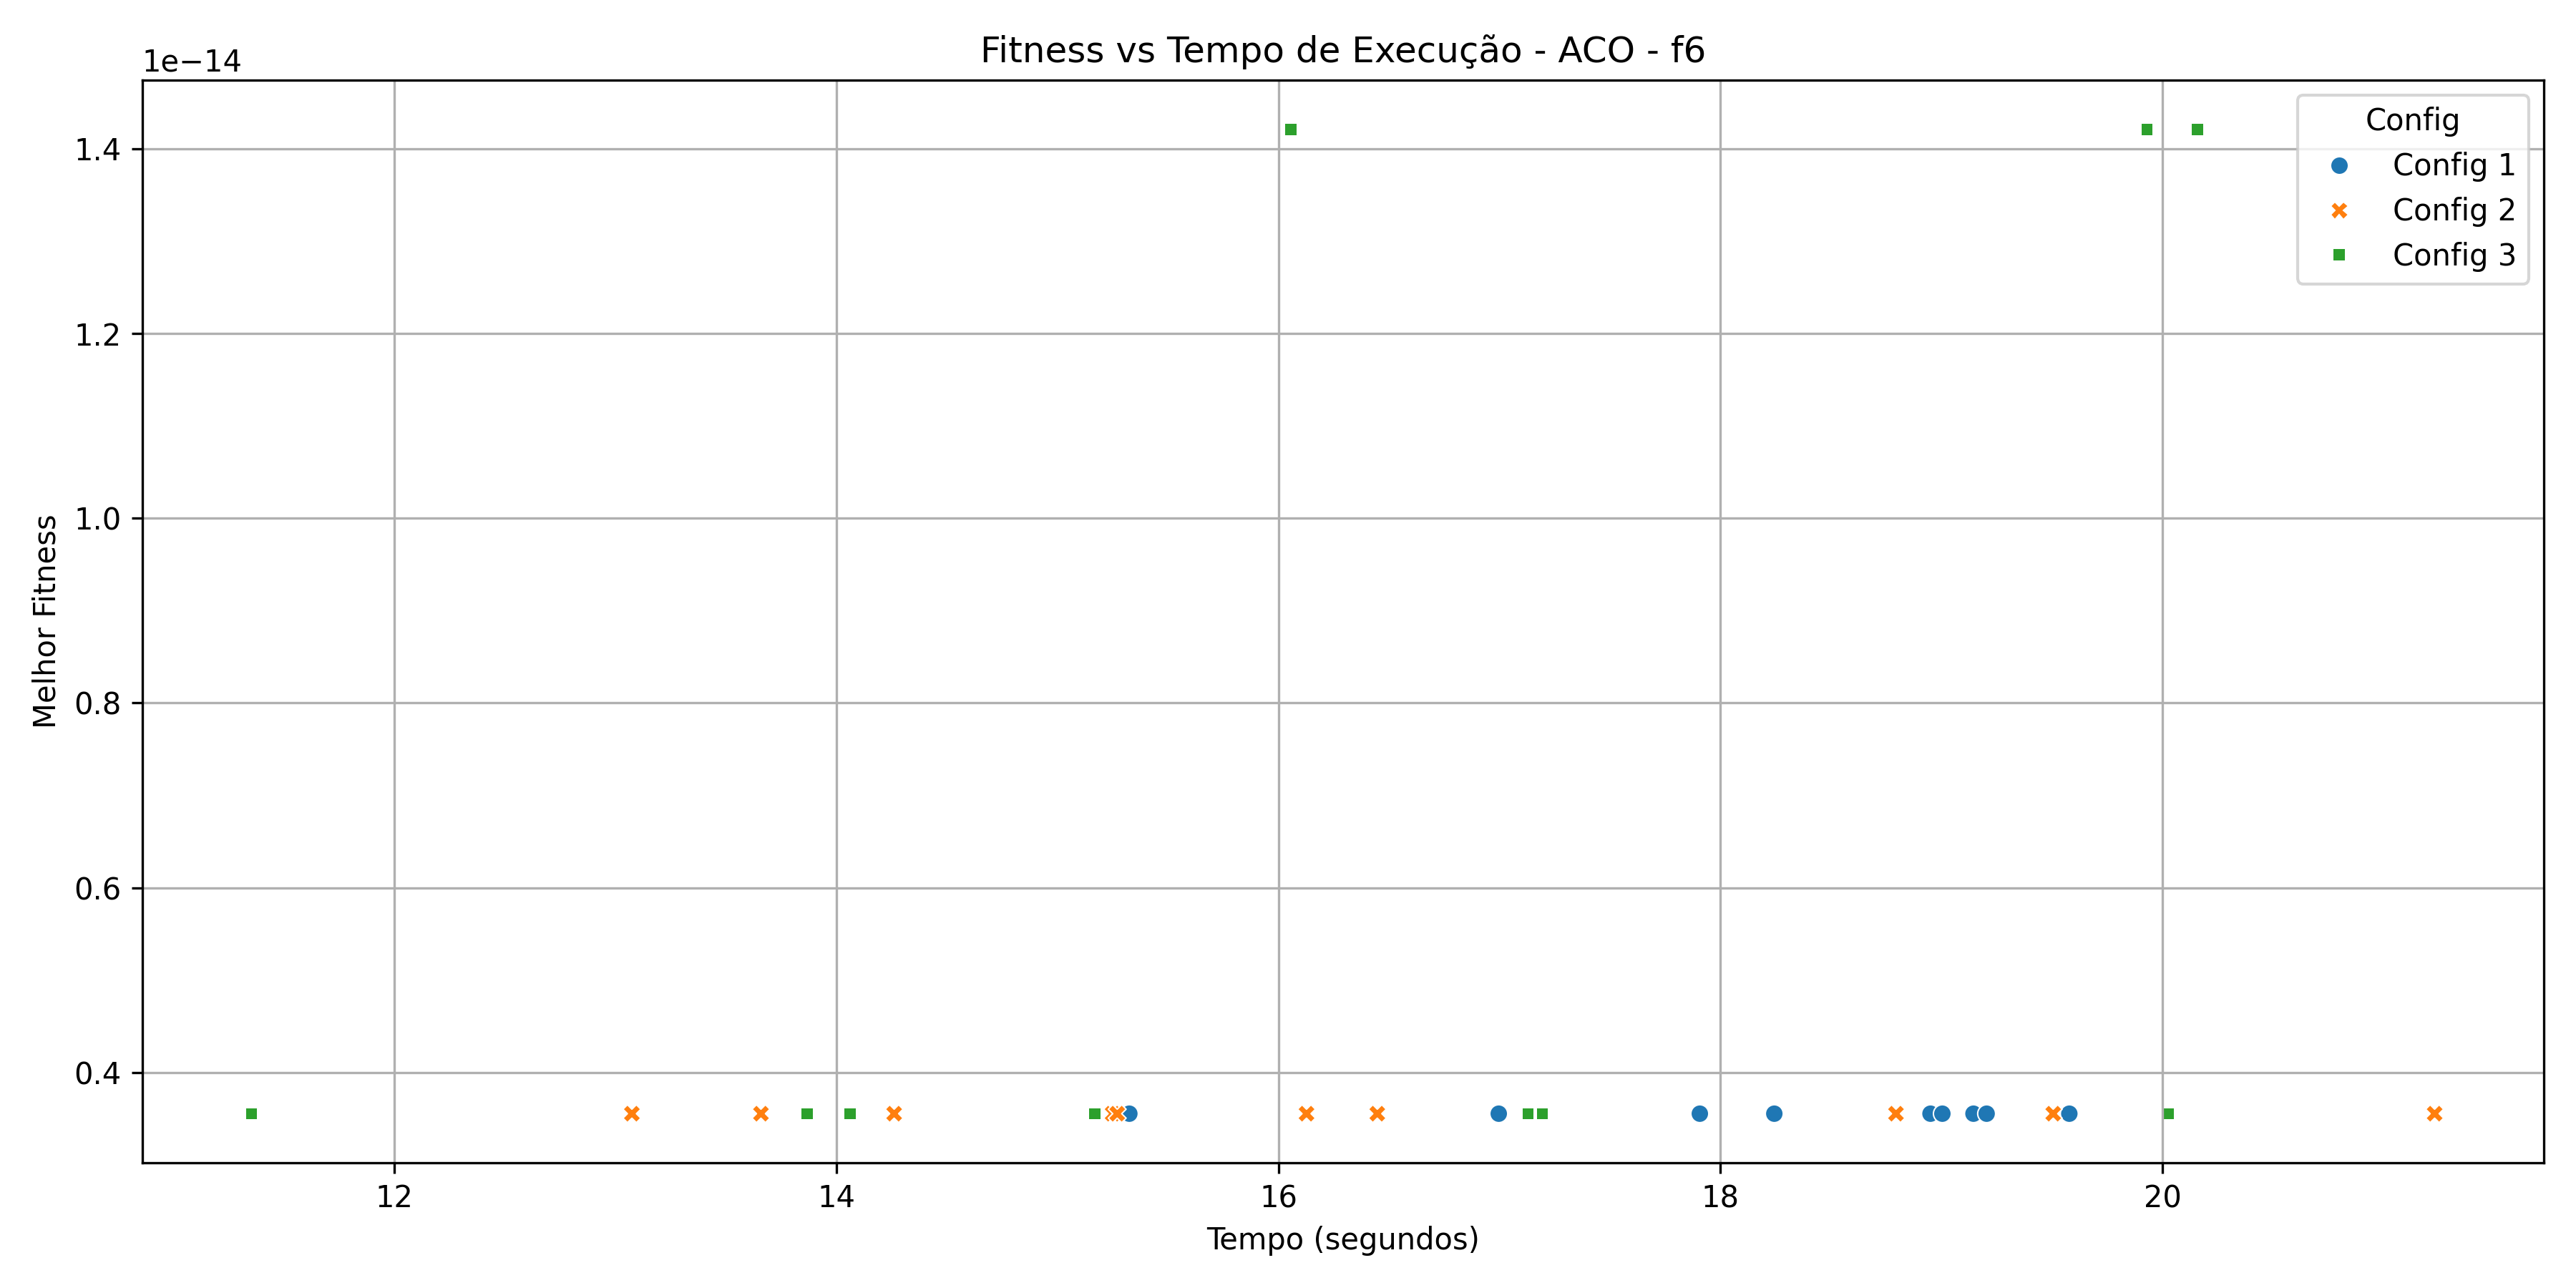 Fitness vs Tempo de Execução - ACO - f6
1e−14
1.4
1.2
1.0
0.8
0.6
0.4
Melhor Fitness
12
14
16
18
20
Tempo (segundos)
Config
Config 1
Config 2
Config 3